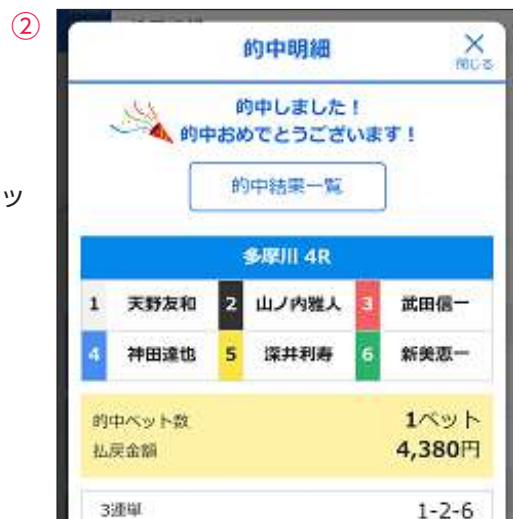 ②
ッ
的中明細
閉じる
的中しました！
的中おめでとうございます！
的中結果一覧
多摩川 4R
1 天野友和 2 山ノ内雅人 3 武田信一
4 神田達也 5 深井利寿 6 新美恵一
的中ベット数 1ベット
払戻金額 4,380円
3連単 1-2-6